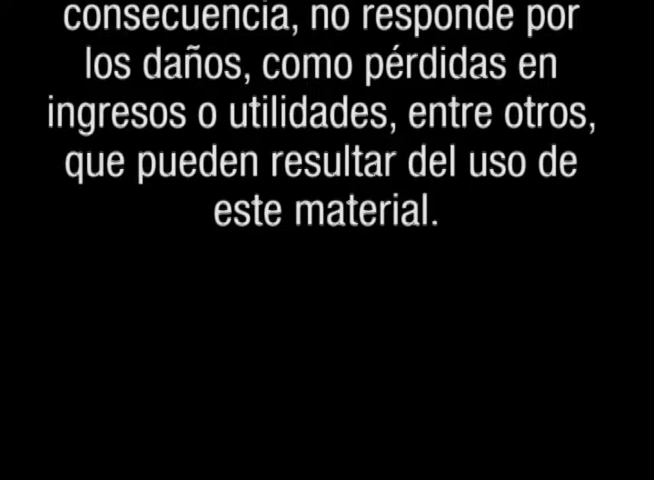 consecuencia, no responde por
los daños, como pérdidas en
ingresos o utilidades, entre otros,
que pueden resultar del uso de
este material.